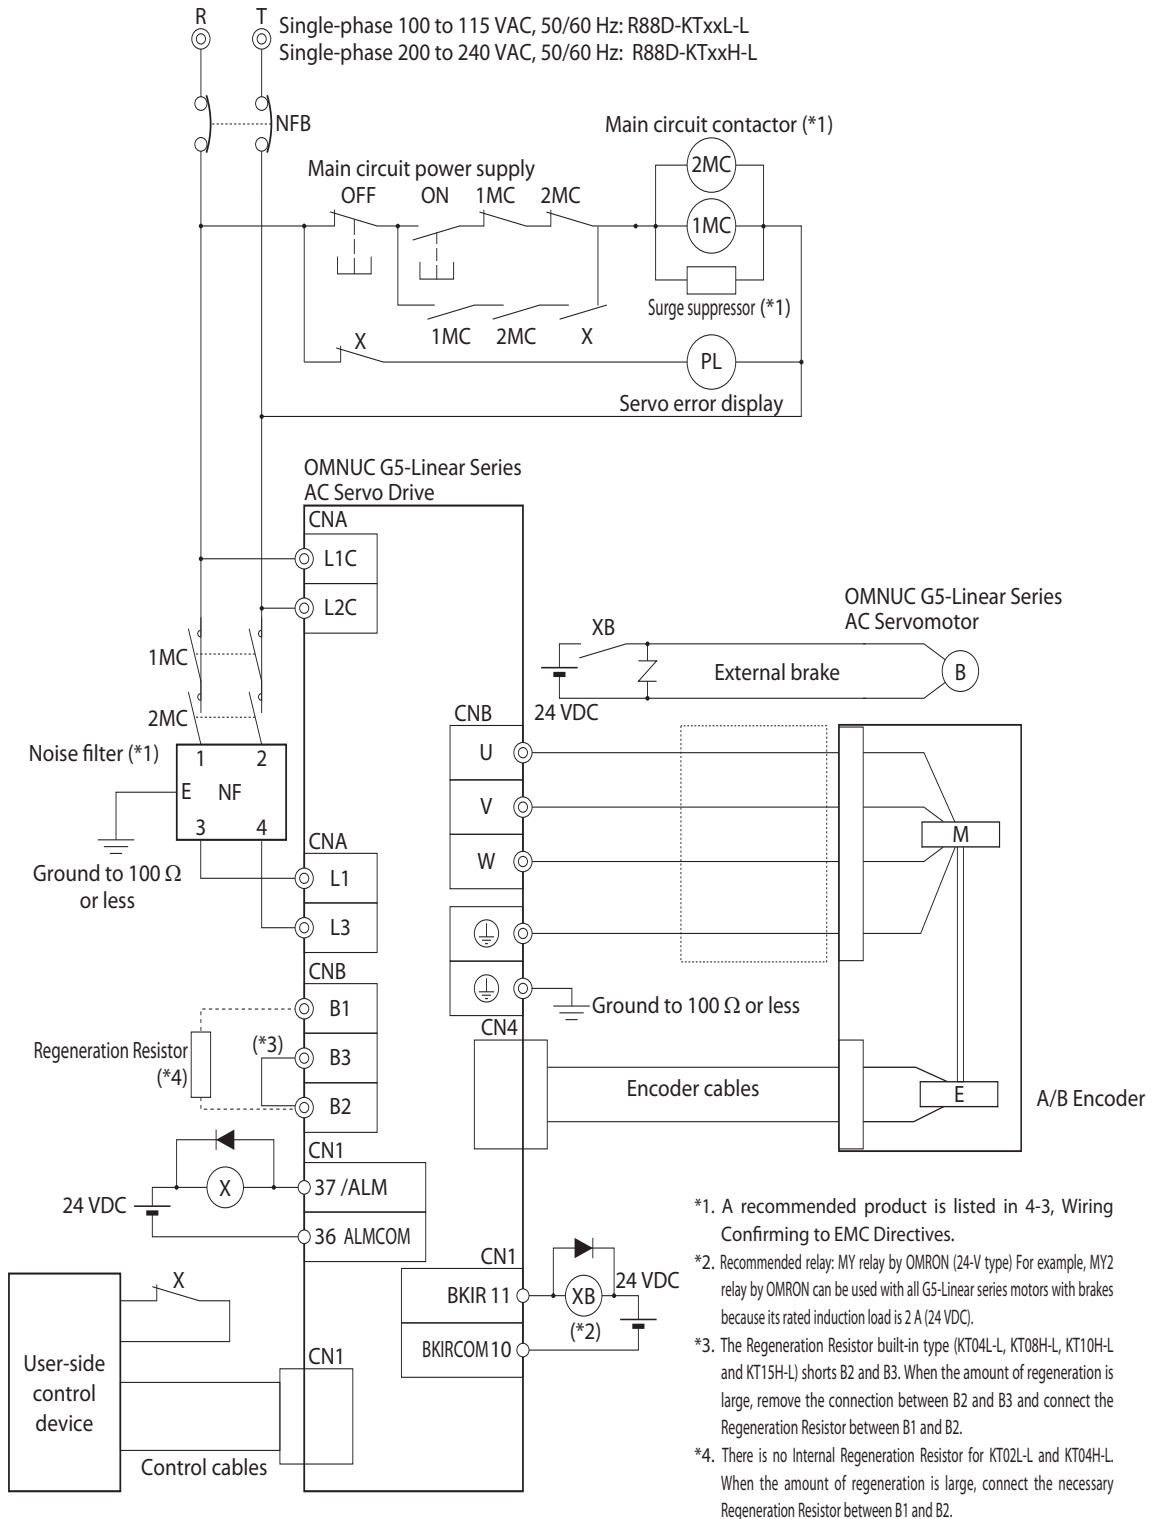 R T
Single-phase 100 to 115 VAC, 50/60 Hz: R88D-KTxxL-L
Single-phase 200 to 240 VAC, 50/60 Hz: R88D-KTxxH-L
NFB
Main circuit contactor (*1)
2MC
Main circuit power supply
OFF ON 1MC 2MC
1MC
Surge suppressor (*1)
1MC 2MC X
X
PL
Servo error display
OMNUC G5-Linear Series
AC Servo Drive
CNA
L1C
L2C
OMNUC G5-Linear Series
AC Servomotor
XB
1MC
External brake
B
24 VDC
2MC
CNB
Noise filter (*1)
1 2
U
E NF
V
3 4
M
CNA
W
Ground to 100 Ω
or less
L1
L3
CNB
B1
Ground to 100 Ω or less
CN4
Regeneration Resistor
(*4)
(*3)
B3
B2
Encoder cables
E
A/B Encoder
CN1
X
37 /ALM
24 VDC
36 ALMCOM
CN1
BKIR 11
XB
24 VDC
(*2)
BKIRCOM 10
X
User-side
control
device
CN1
Control cables
*1. A recommended product is listed in 4-3, Wiring
Confirming to EMC Directives.
*2. Recommended relay: MY relay by OMRON (24-V type) For example, MY2
relay by OMRON can be used with all G5-Linear series motors with brakes
because its rated induction load is 2 A (24 VDC).
*3. The Regeneration Resistor built-in type (KT04L-L, KT08H-L, KT10H-L
and KT15H-L) shorts B2 and B3. When the amount of regeneration is
large, remove the connection between B2 and B3 and connect the
Regeneration Resistor between B1 and B2.
*4. There is no Internal Regeneration Resistor for KT02L-L and KT04H-L.
When the amount of regeneration is large, connect the necessary
Regeneration Resistor between B1 and B2.